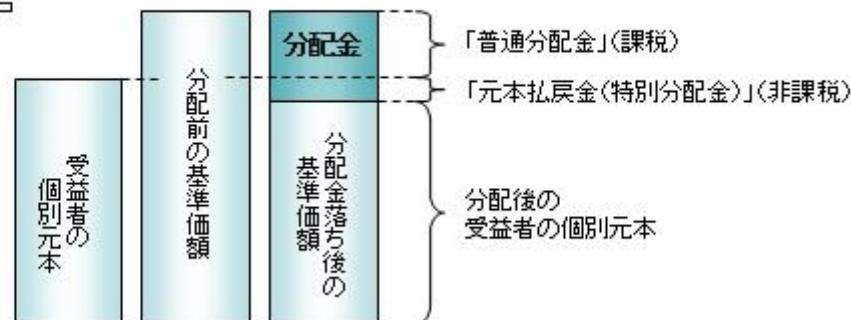 受益者の
個別元本
分配前の基準価額
分配金
分配金落ち後の
基準価額
「普通分配金」(課税)
「元本払戻金(特別分配金)」(非課税)
分配後の
受益者の個別元本